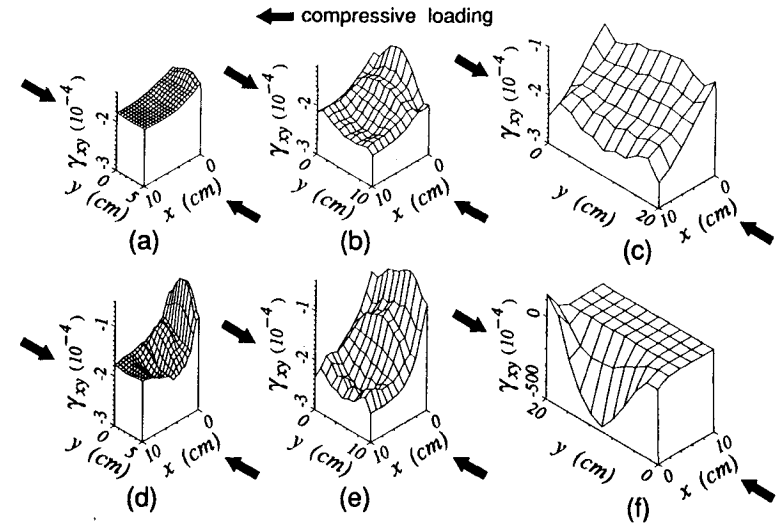 compressive loading
γxy (10⁻⁴)
-2
-3
0
y (cm)
5
10
x (cm)
0
(a)
γxy (10⁻⁴)
-2
-3
0
y (cm)
10
10
x (cm)
0
(b)
γxy (10⁻⁴)
-1
-2
-3
0
y (cm)
20
10
x (cm)
0
(c)
γxy (10⁻⁴)
-1
-2
-3
0
y (cm)
5
10
x (cm)
0
(d)
γxy (10⁻⁴)
-1
-2
-3
0
y (cm)
10
10
x (cm)
0
(e)
γxy (10⁻⁴)
0
-500
20
y (cm)
0
0
x (cm)
10
(f)